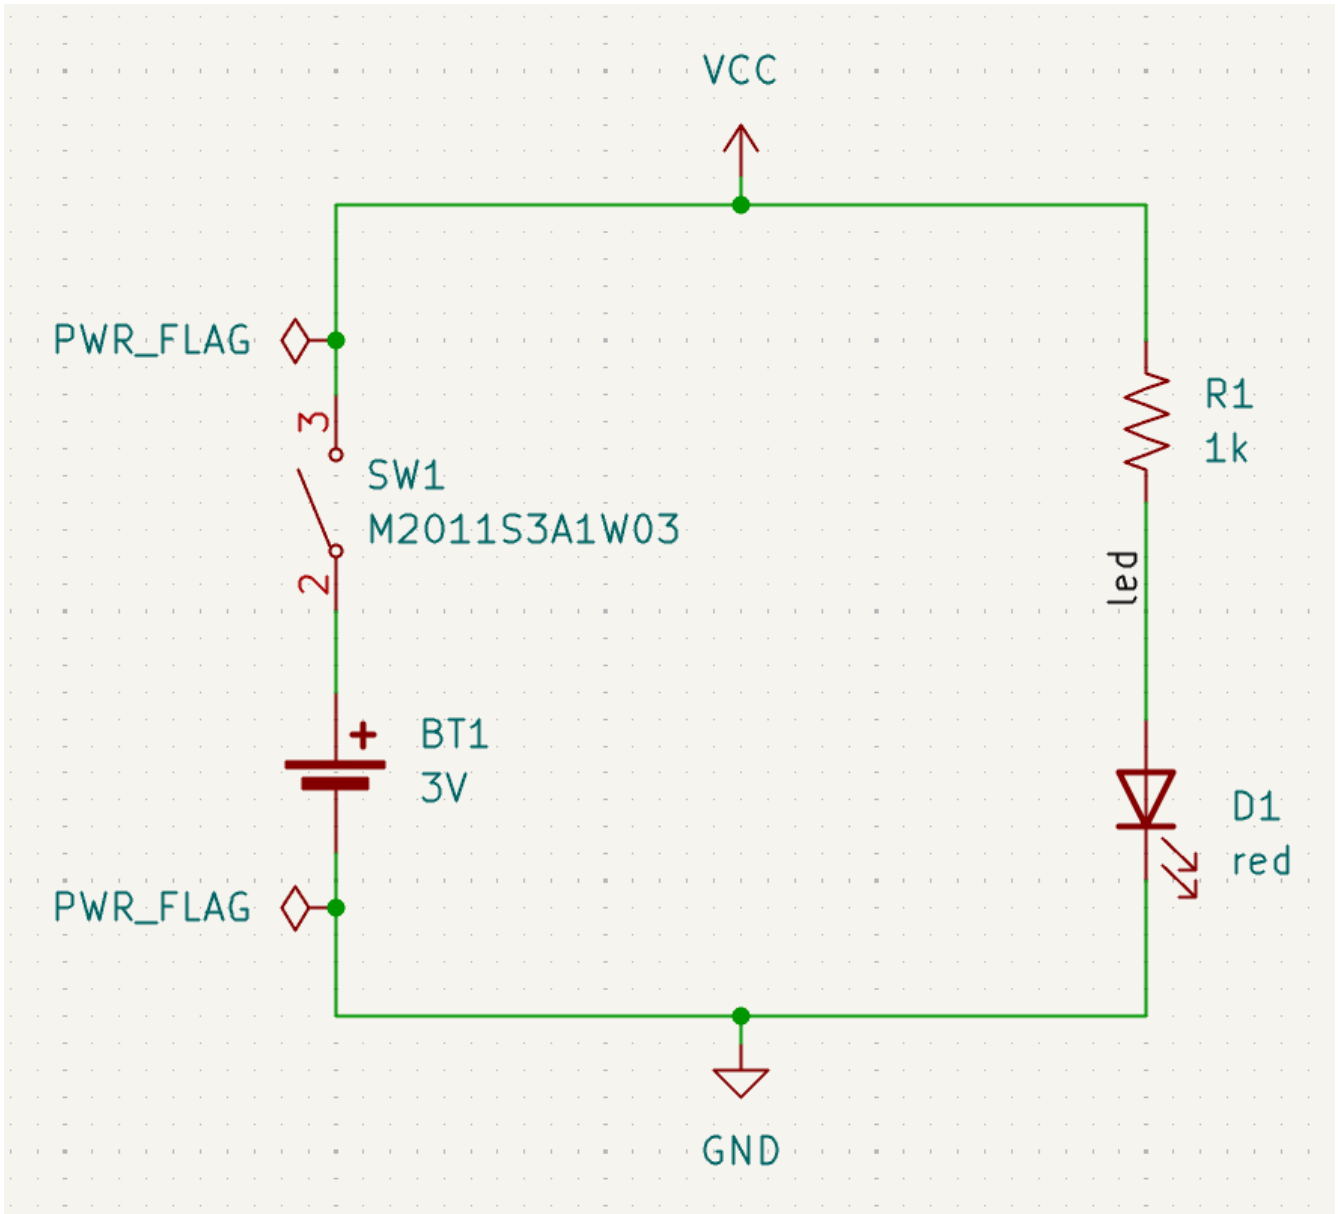 VCC
PWR_FLAG
3
R1
1k
SW1
M2011S3A1W03
2
led
+
BT1
3V
D1
red
PWR_FLAG
GND